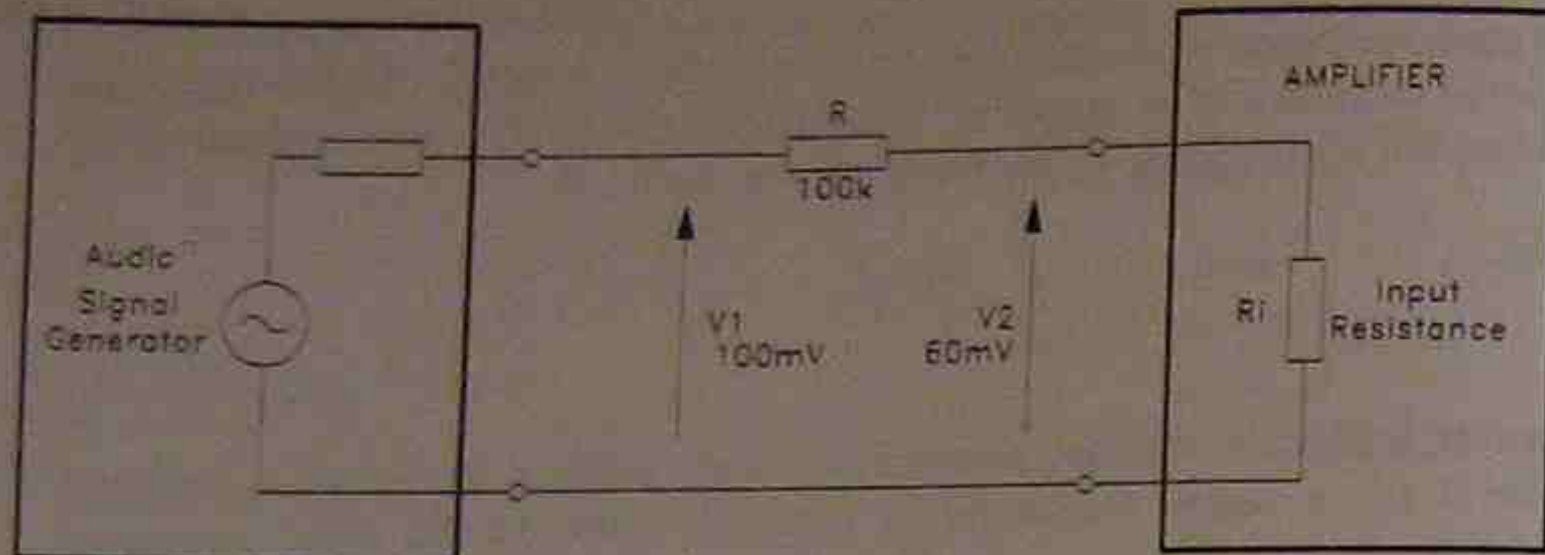 AMPLIFIER
R
100k
Audio
Signal
Generator
V1
100mV
V2
60mV
Ri
Input
Resistance